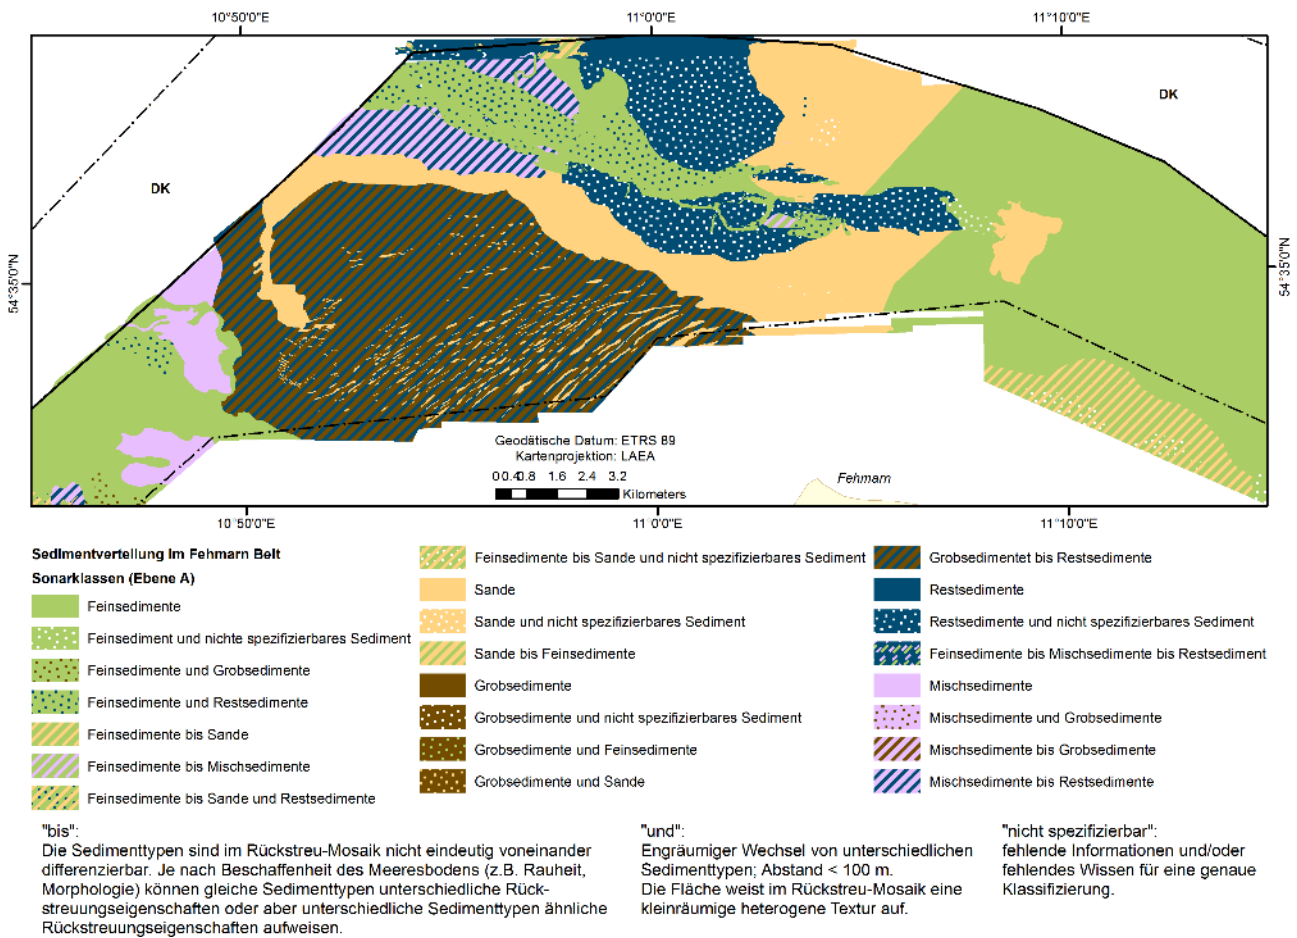 10°50'0"E
11°0'0"E
11°10'0"E
DK
DK
54°35'0"N
54°35'0"N
Geodätische Datum: ETRS 89
Kartenprojektion: LAEA
0 0.4 0.8 1.6 2.4 3.2
Kilometers
Fehmarn
10°50'0"E
11°0'0"E
11°10'0"E
Sedimentverteilung im Fehmarn Belt
Sonarklassen (Ebene A)
Feinsedimente
Feinsediment und nichte spezifizierbares Sediment
Feinsedimente und Grobsedimente
Feinsedimente und Restsedimente
Feinsedimente bis Sande
Feinsedimente bis Mischsedimente
Feinsedimente bis Sande und Restsedimente
Feinsedimente bis Sande und nicht spezifizierbares Sediment
Sande
Sande und nicht spezifizierbares Sediment
Sande bis Feinsedimente
Grobsedimente
Grobsedimente und nicht spezifizierbares Sediment
Grobsedimente und Feinsedimente
Grobsedimente und Sande
Grobsedimentet bis Restsedimente
Restsedimente
Restsedimente und nicht spezifizierbares Sediment
Feinsedimente bis Mischsedimente bis Restsediment
Mischsedimente
Mischsedimente und Grobsedimente
Mischsedimente bis Grobsedimente
Mischsedimente bis Restsedimente
"bis":
Die Sedimenttypen sind im Rückstreu-Mosaik nicht eindeutig voneinander
differenzierbar. Je nach Beschaffenheit des Meeresbodens (z.B. Rauheit,
Morphologie) können gleiche Sedimenttypen unterschiedliche Rück-
streuungseigenschaften oder aber unterschiedliche Sedimenttypen ähnliche
Rückstreuungseigenschaften aufweisen.
"und":
Engräumiger Wechsel von unterschiedlichen
Sedimenttypen; Abstand < 100 m.
Die Fläche weist im Rückstreu-Mosaik eine
kleinräumige heterogene Textur auf.
"nicht spezifizierbar":
fehlende Informationen und/oder
fehlendes Wissen für eine genaue
Klassifizierung.